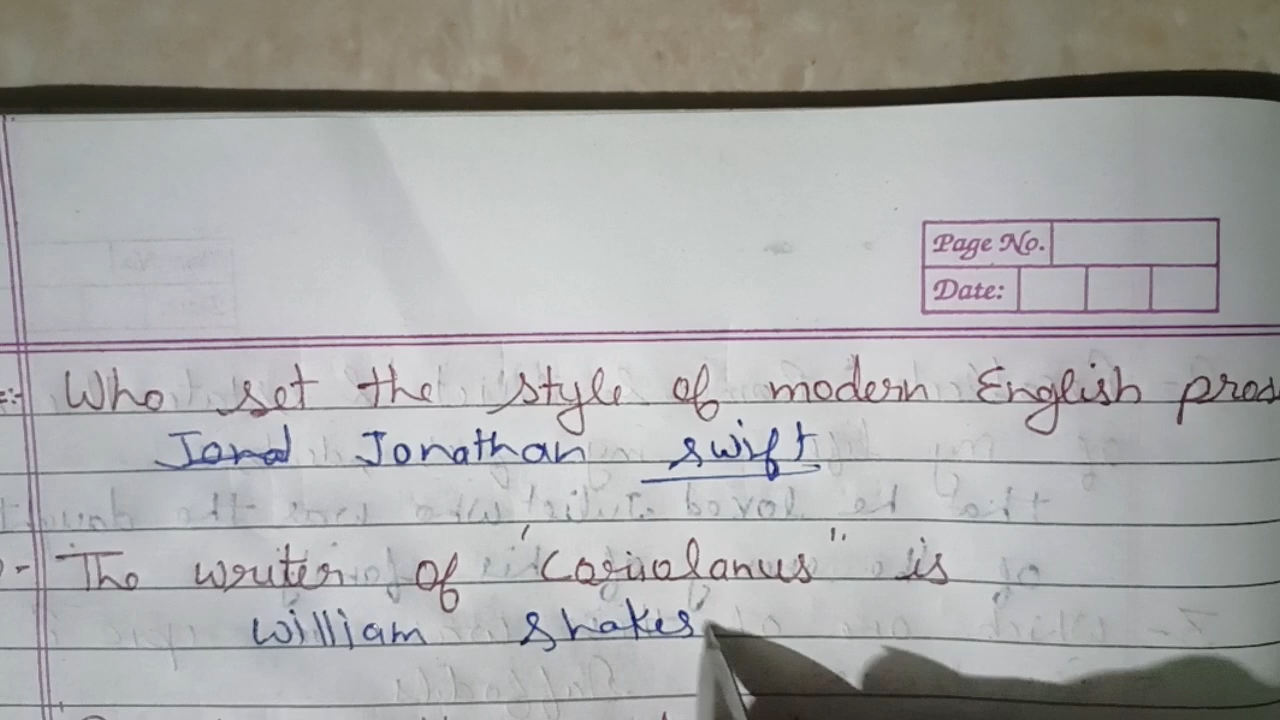 Page No.
Date:
:- Who set the style of modern English pros
Jonathan swift
- The writer of "Coriolanus" is
William Shakes